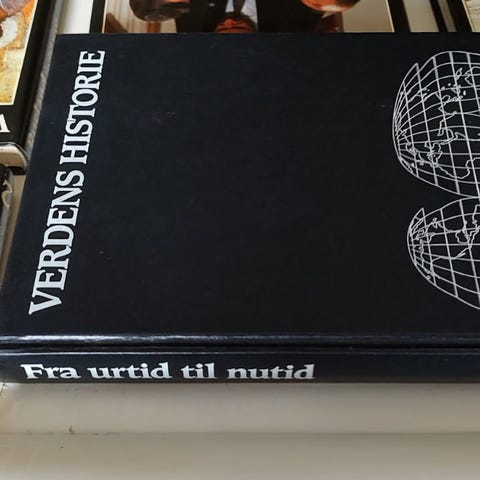 VERDENS HISTORIE
Fra urtid til nutid